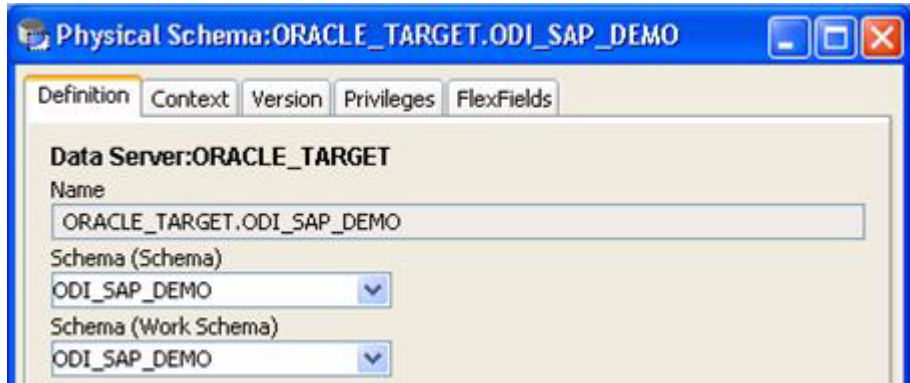 Physical Schema:ORACLE_TARGET.ODI_SAP_DEMO
Definition Context Version Privileges FlexFields
Data Server:ORACLE_TARGET
Name
ORACLE_TARGET.ODI_SAP_DEMO
Schema (Schema)
ODI_SAP_DEMO
Schema (Work Schema)
ODI_SAP_DEMO